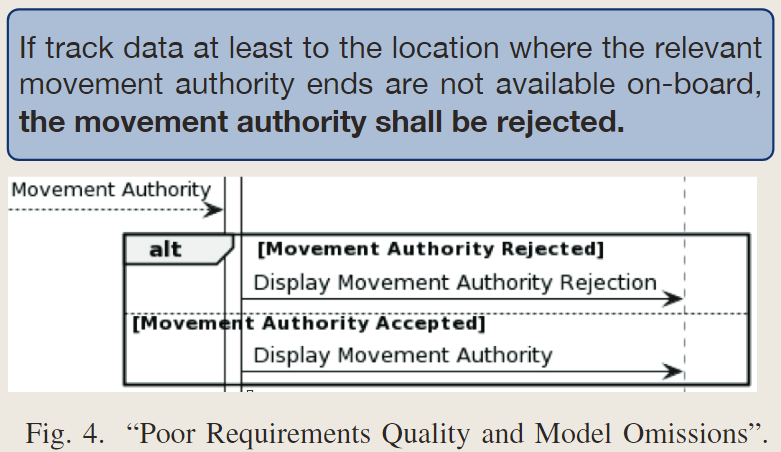 If track data at least to the location where the relevant
movement authority ends are not available on-board,
the movement authority shall be rejected.
Movement Authority
alt
[Movement Authority Rejected]
Display Movement Authority Rejection
[Movement Authority Accepted]
Display Movement Authority
Fig. 4. “Poor Requirements Quality and Model Omissions”.